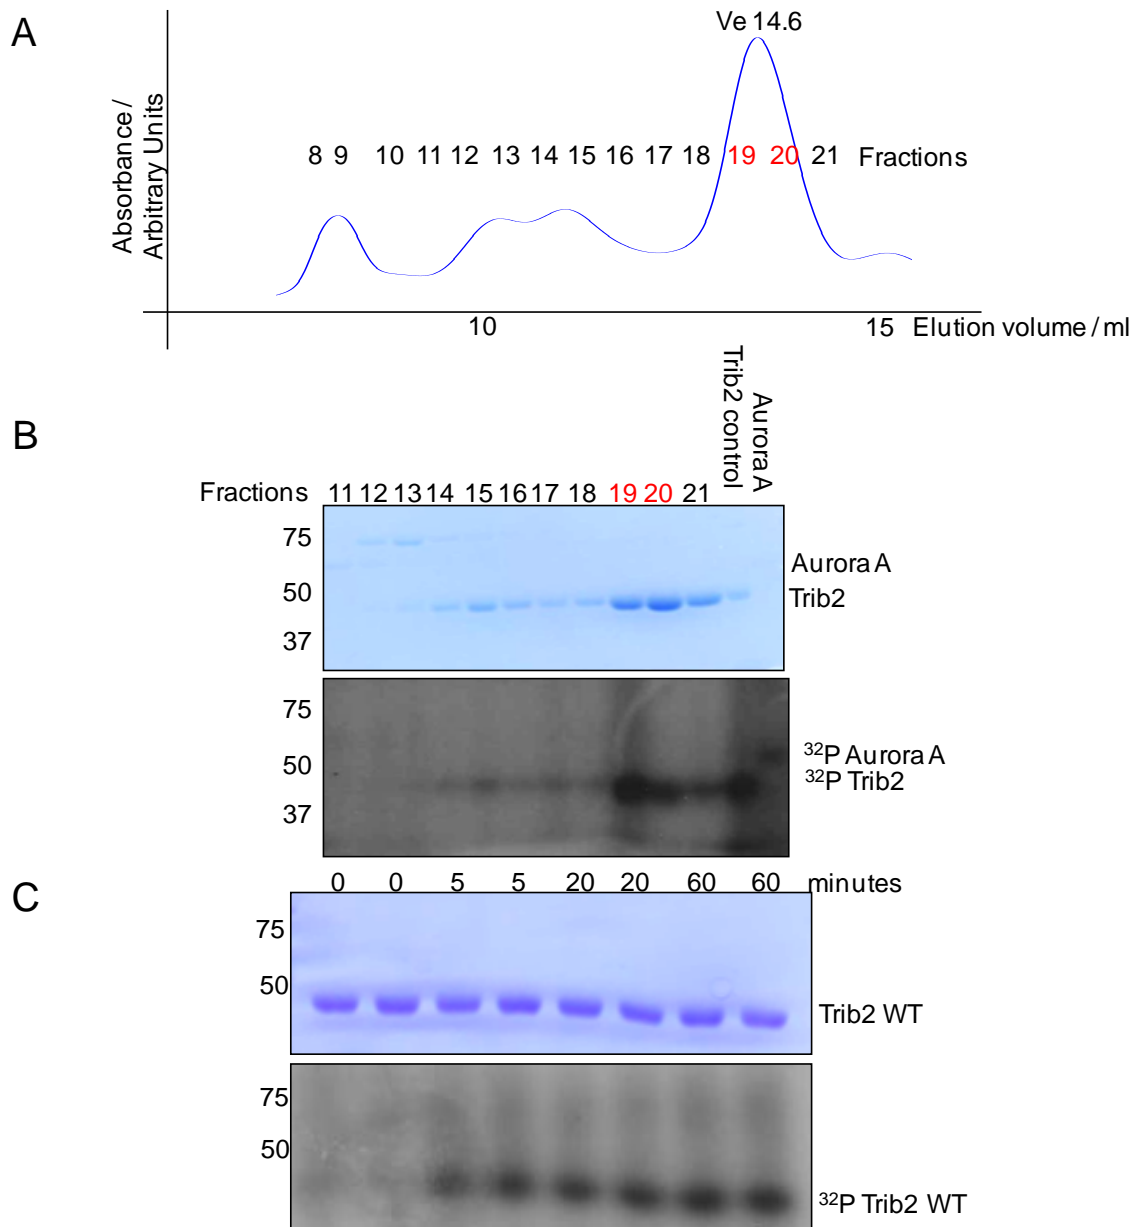 A
Ve 14.6
Absorbance /
Arbitrary Units
8 9 10 11 12 13 14 15 16 17 18 19 20 21 Fractions
10 15 Elution volume / ml
B
Trib2 control
Aurora A
Fractions 11 12 13 14 15 16 17 18 19 20 21
75
50
37
Aurora A
Trib2
75
50
37
32P Aurora A
32P Trib2
C
0 0 5 5 20 20 60 60 minutes
75
50
Trib2 WT
75
50
32P Trib2 WT